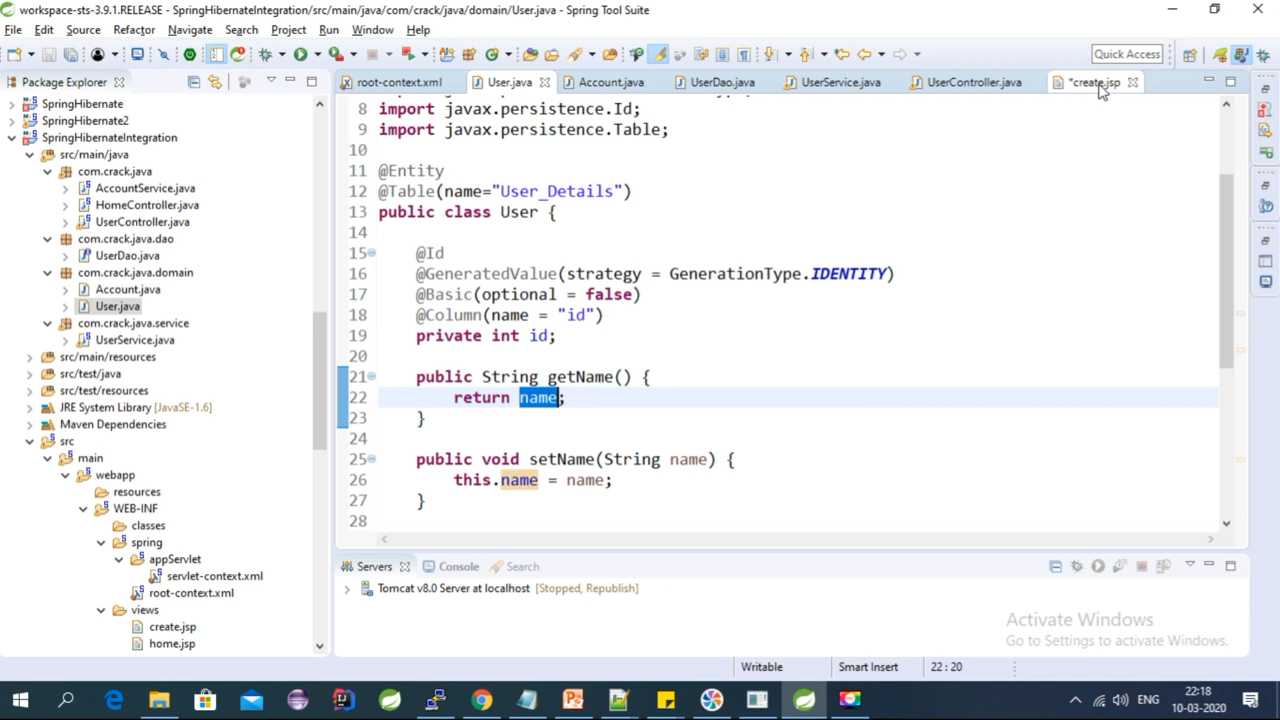 workspace-sts-3.9.1.RELEASE - SpringHibernateIntegration/src/main/java/com/crack/java/domain/User.java - Spring Tool Suite
File Edit Source Refactor Navigate Search Project Run Window Help
Quick Access
Package Explorer
root-context.xml User.java Account.java UserDao.java UserService.java UserController.java *create.jsp
SpringHibernate
SpringHibernate2
SpringHibernateIntegration
src/main/java
com.crack.java
AccountService.java
HomeController.java
UserController.java
com.crack.java.dao
UserDao.java
com.crack.java.domain
Account.java
User.java
com.crack.java.service
UserService.java
src/main/resources
src/test/java
src/test/resources
JRE System Library [JavaSE-1.6]
Maven Dependencies
src
main
webapp
resources
WEB-INF
classes
spring
appServlet
servlet-context.xml
root-context.xml
views
create.jsp
home.jsp
8 import javax.persistence.Id;
9 import javax.persistence.Table;
10
11 @Entity
12 @Table(name="User_Details")
13 public class User {
14
15 @Id
16 @GeneratedValue(strategy = GenerationType.IDENTITY)
17 @Basic(optional = false)
18 @Column(name = "id")
19 private int id;
20
21 public String getName() {
22 return name;
23 }
24
25 public void setName(String name) {
26 this.name = name;
27 }
28
Servers Console Search
Tomcat v8.0 Server at localhost [Stopped, Republish]
Activate Windows
Go to Settings to activate Windows.
Writable Smart Insert 22 : 20
ENG
22:18
10-03-2020